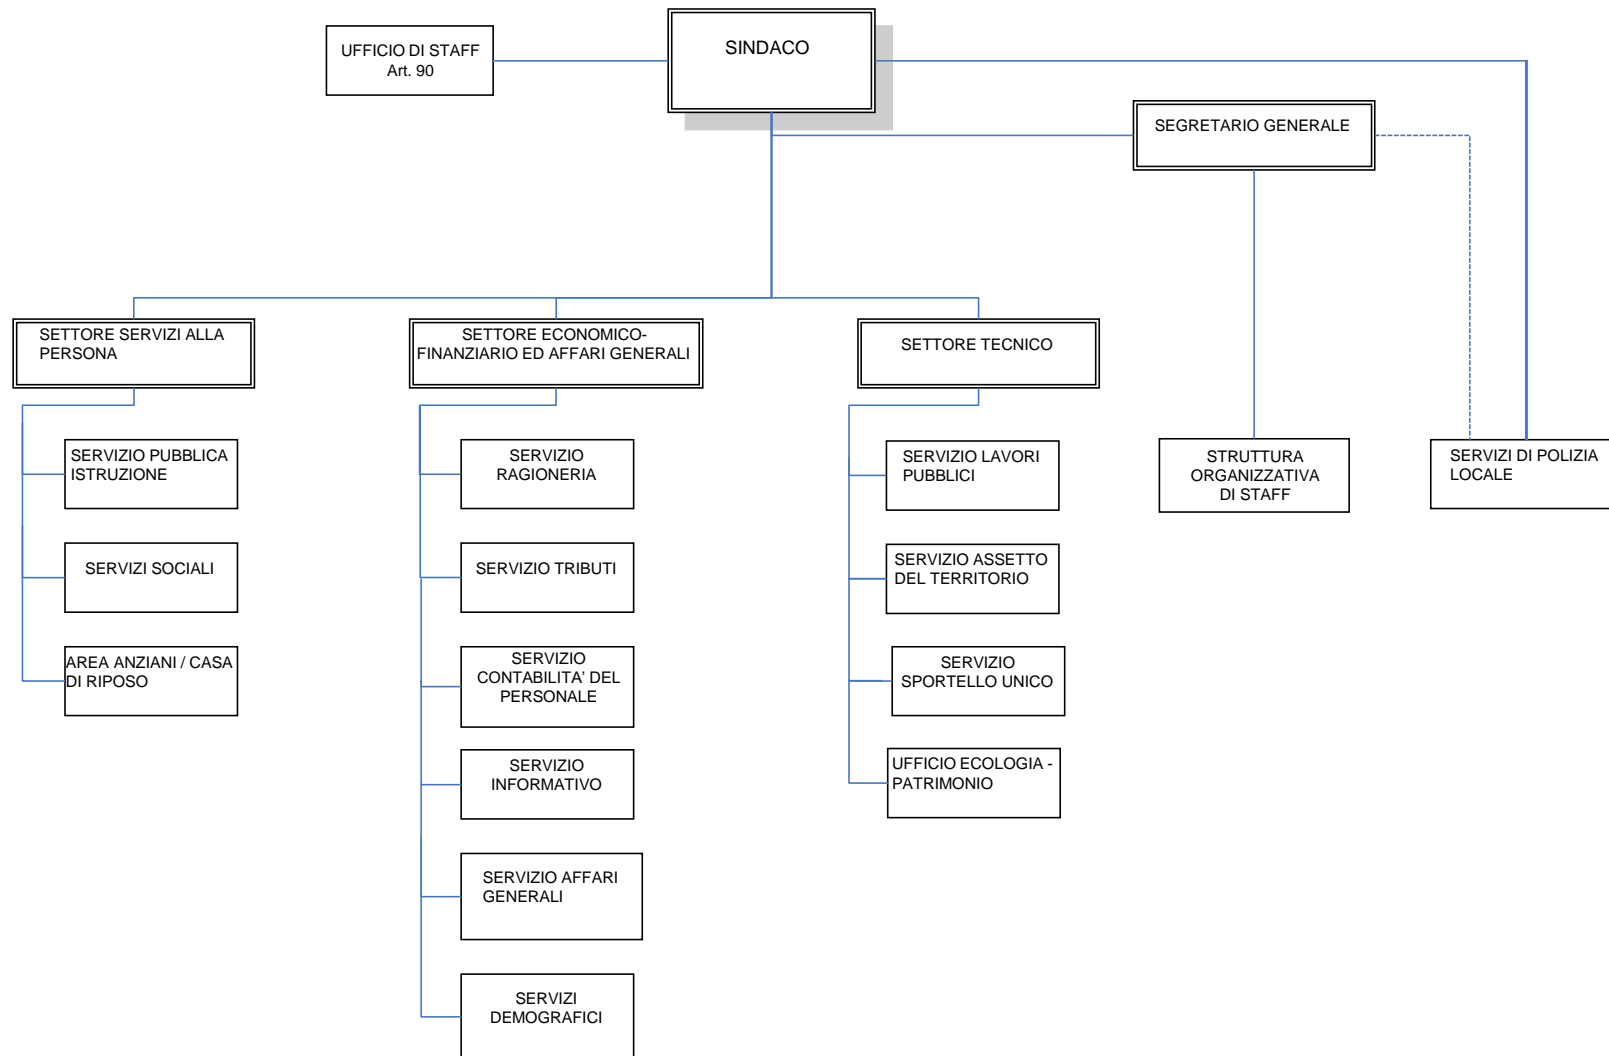 UFFICIO DI STAFF
Art. 90
SINDACO
SEGRETARIO GENERALE
SETTORE SERVIZI ALLA
PERSONA
SETTORE ECONOMICO-
FINANZIARIO ED AFFARI GENERALI
SETTORE TECNICO
SERVIZIO PUBBLICA
ISTRUZIONE
SERVIZI SOCIALI
AREA ANZIANI / CASA
DI RIPOSO
SERVIZIO
RAGIONERIA
SERVIZIO TRIBUTI
SERVIZIO
CONTABILITA' DEL
PERSONALE
SERVIZIO
INFORMATIVO
SERVIZIO AFFARI
GENERALI
SERVIZI
DEMOGRAFICI
SERVIZIO LAVORI
PUBBLICI
SERVIZIO ASSETTO
DEL TERRITORIO
SERVIZIO
SPORTELLO UNICO
UFFICIO ECOLOGIA -
PATRIMONIO
STRUTTURA
ORGANIZZATIVA
DI STAFF
SERVIZI DI POLIZIA
LOCALE